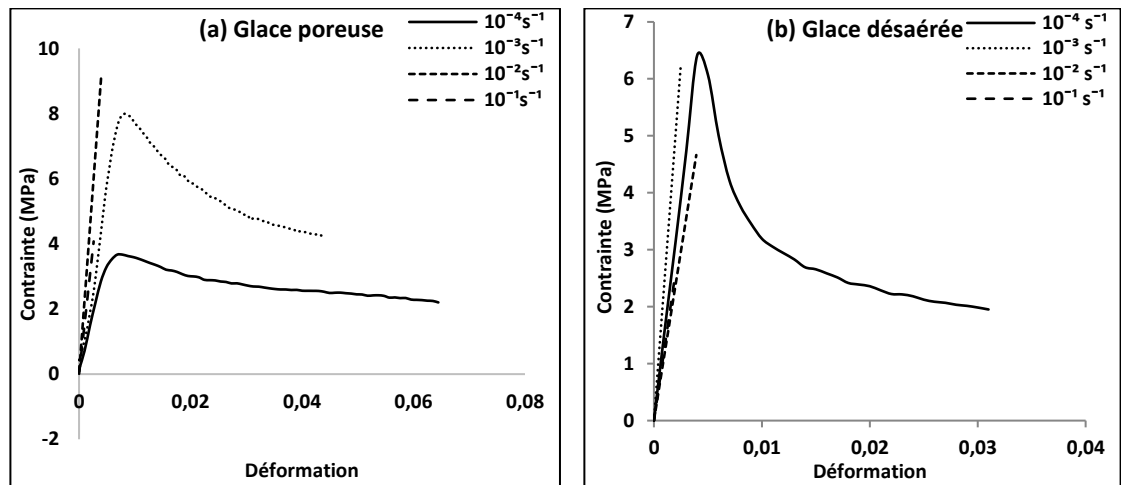 (a) Glace poreuse
10⁻⁴s⁻¹
10⁻³s⁻¹
10⁻²s⁻¹
10⁻¹s⁻¹
Contrainte (MPa)
10
8
6
4
2
0
-2
0
0,02
0,04
0,06
0,08
Déformation
(b) Glace désaérée
10⁻⁴ s⁻¹
10⁻³ s⁻¹
10⁻² s⁻¹
10⁻¹ s⁻¹
Contrainte (MPa)
7
6
5
4
3
2
1
0
0
0,01
0,02
0,03
0,04
Déformation